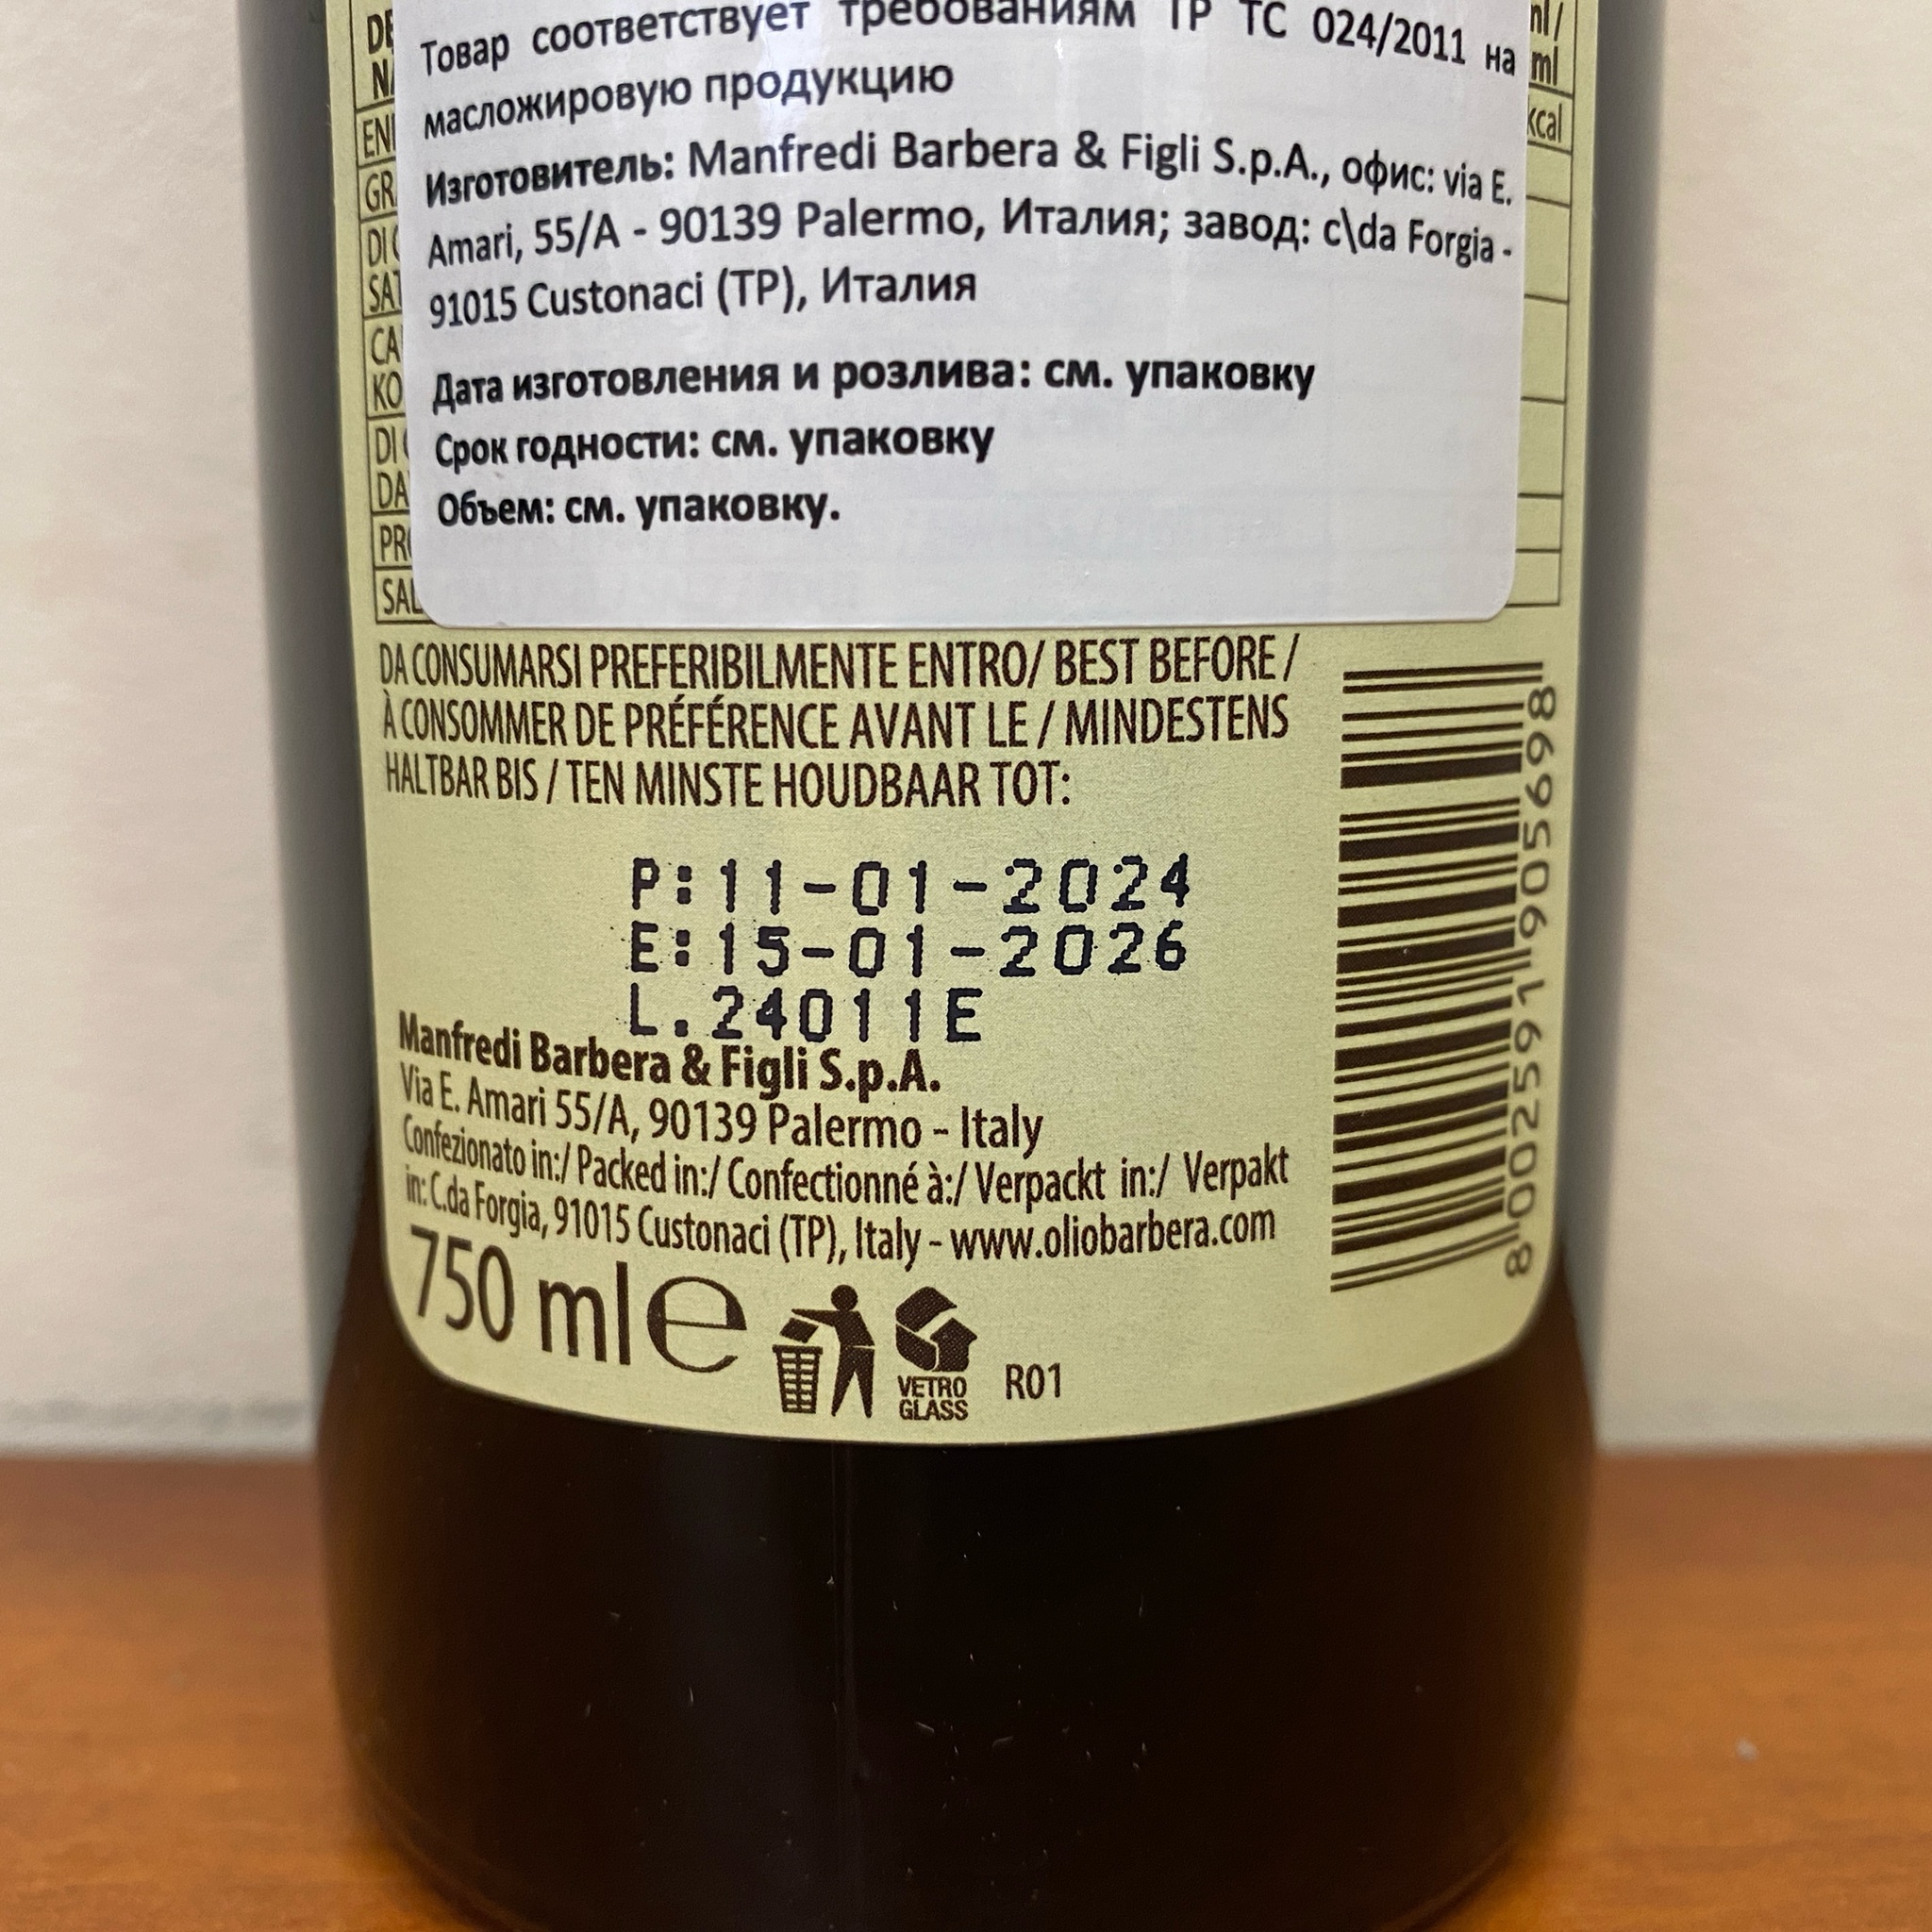 Товар соответствует требованиям ТР ТС 024/2011 на
масложировую продукцию
Изготовитель: Manfredi Barbera & Figli S.p.A., офис: via E.
Amari, 55/A - 90139 Palermo, Италия; завод: c\da Forgia -
91015 Custonaci (TP), Италия
Дата изготовления и розлива: см. упаковку
Срок годности: см. упаковку
Объем: см. упаковку.
DA CONSUMARSI PREFERIBILMENTE ENTRO/ BEST BEFORE /
À CONSOMMER DE PRÉFÉRENCE AVANT LE / MINDESTENS
HALTBAR BIS / TEN MINSTE HOUDBAAR TOT:
P:11-01-2024
E:15-01-2026
L.24011E
Manfredi Barbera & Figli S.p.A.
Via E. Amari 55/A, 90139 Palermo - Italy
Confezionato in:/ Packed in:/ Confectionné à:/ Verpackt in:/ Verpakt
in: C.da Forgia, 91015 Custonaci (TP), Italy - www.oliobarbera.com
750 ml e
VETRO
GLASS
R01
8 002591 905698